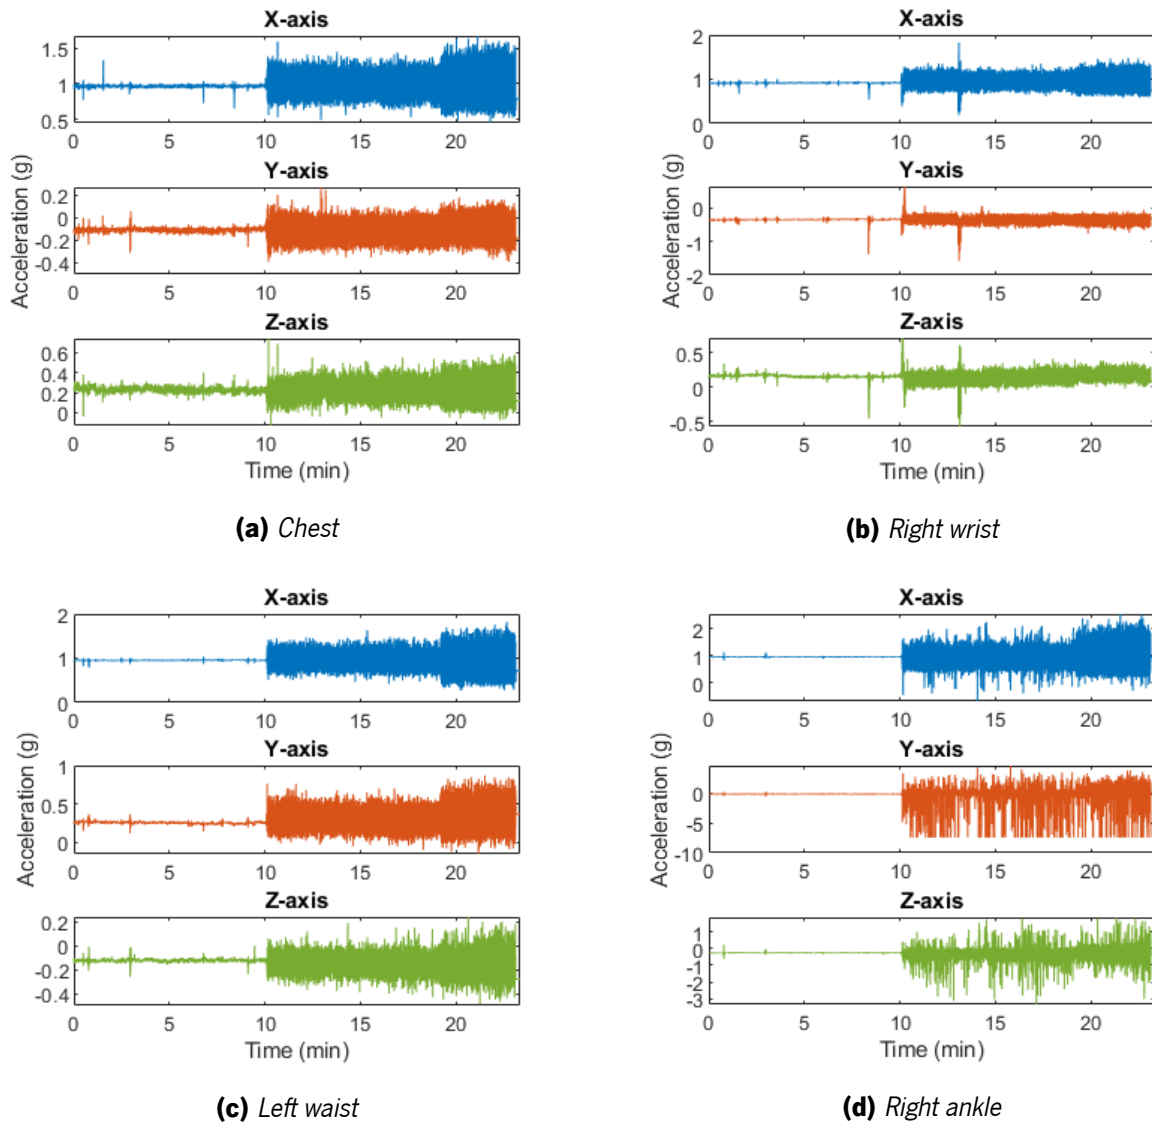 X-axis
1.5
1
0.5
0 5 10 15 20
Y-axis
0.2
0
-0.2
-0.4
0 5 10 15 20
Acceleration (g)
Z-axis
0.6
0.4
0.2
0
0 5 10 15 20
Time (min)
(a) Chest
X-axis
2
1
0
0 5 10 15 20
Y-axis
0
-1
-2
0 5 10 15 20
Acceleration (g)
Z-axis
0.5
0
-0.5
0 5 10 15 20
Time (min)
(b) Right wrist
X-axis
2
1
0
0 5 10 15 20
Y-axis
1
0.5
0
0 5 10 15 20
Acceleration (g)
Z-axis
0.2
0
-0.2
-0.4
0 5 10 15 20
Time (min)
(c) Left waist
X-axis
2
1
0
0 5 10 15 20
Y-axis
0
-5
-10
0 5 10 15 20
Acceleration (g)
Z-axis
1
0
-1
-2
-3
0 5 10 15 20
Time (min)
(d) Right ankle